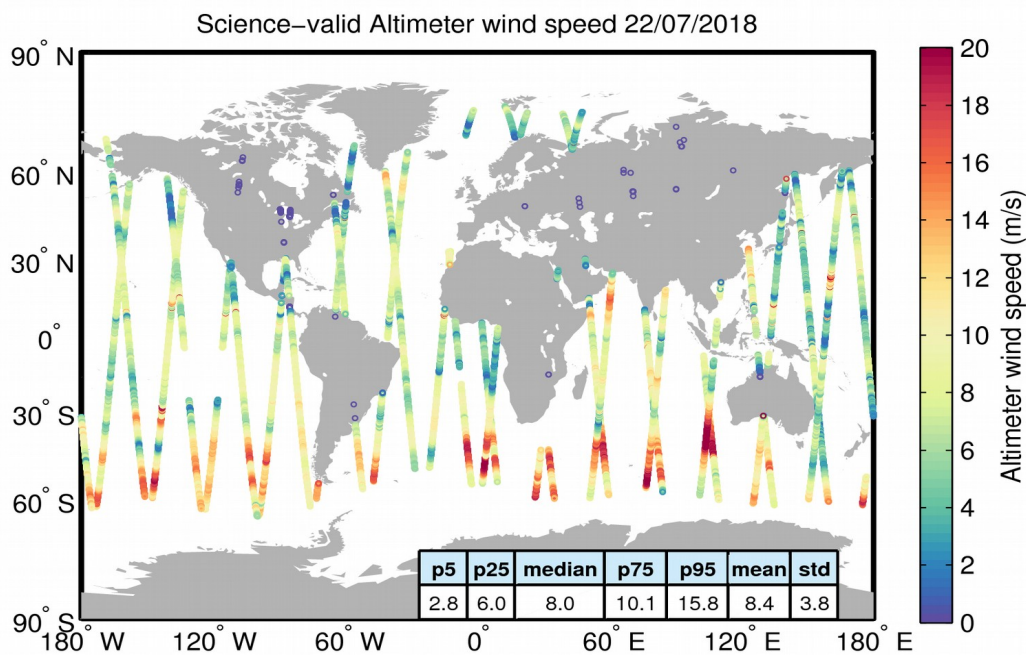 Science-valid Altimeter wind speed 22/07/2018
90° N
60° N
30° N
0°
30° S
60° S
90° S
180° W
120° W
60° W
0°
60° E
120° E
180° E
p5 p25 median p75 p95 mean std
2.8 6.0 8.0 10.1 15.8 8.4 3.8
20
18
16
14
12
10
8
6
4
2
0
Altimeter wind speed (m/s)